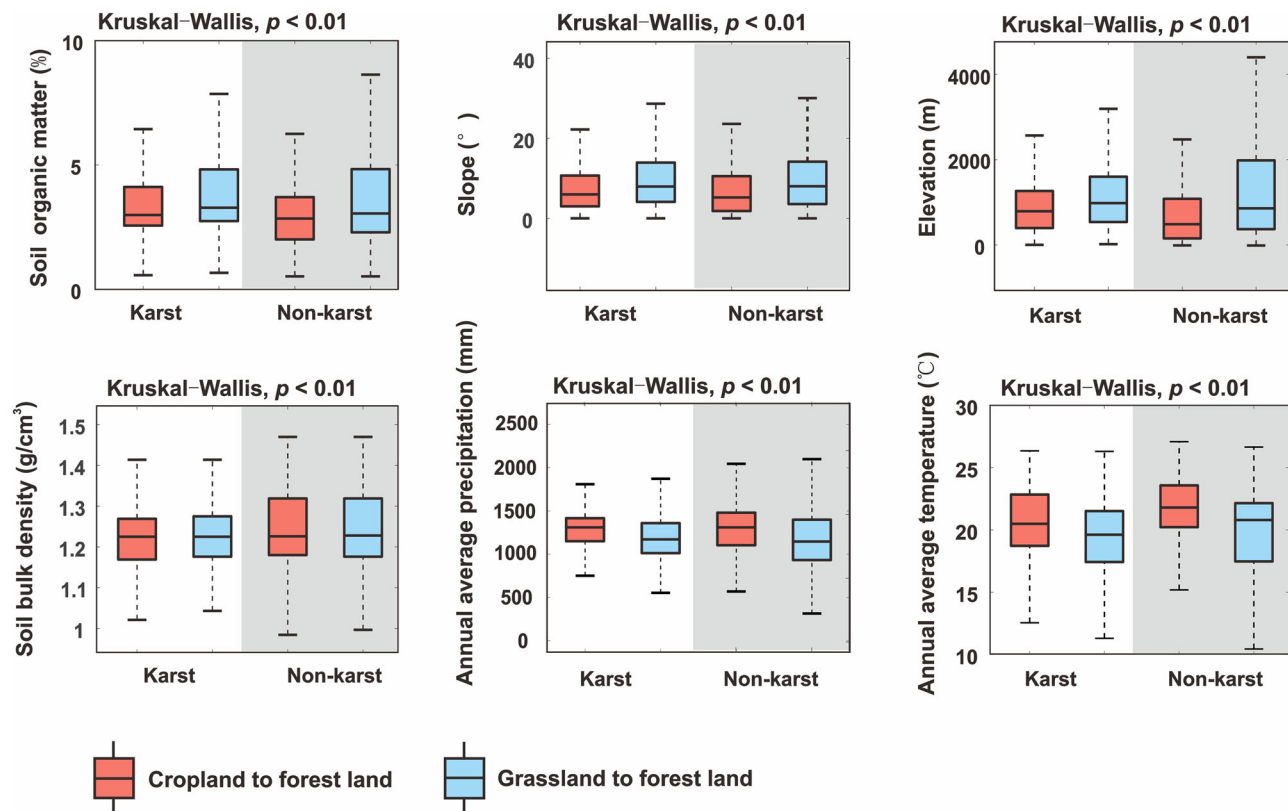 Kruskal–Wallis, p < 0.01
Soil organic matter (%)
10
5
0
Karst
Non-karst
Kruskal–Wallis, p < 0.01
Slope (°)
40
20
0
Karst
Non-karst
Kruskal–Wallis, p < 0.01
Elevation (m)
4000
2000
0
Karst
Non-karst
Kruskal–Wallis, p < 0.01
Soil bulk density (g/cm³)
1.5
1.4
1.3
1.2
1.1
1
Karst
Non-karst
Kruskal–Wallis, p < 0.01
Annual average precipitation (mm)
2500
2000
1500
1000
500
0
Karst
Non-karst
Kruskal–Wallis, p < 0.01
Annual average temperature (℃)
30
25
20
15
10
Karst
Non-karst
Cropland to forest land
Grassland to forest land